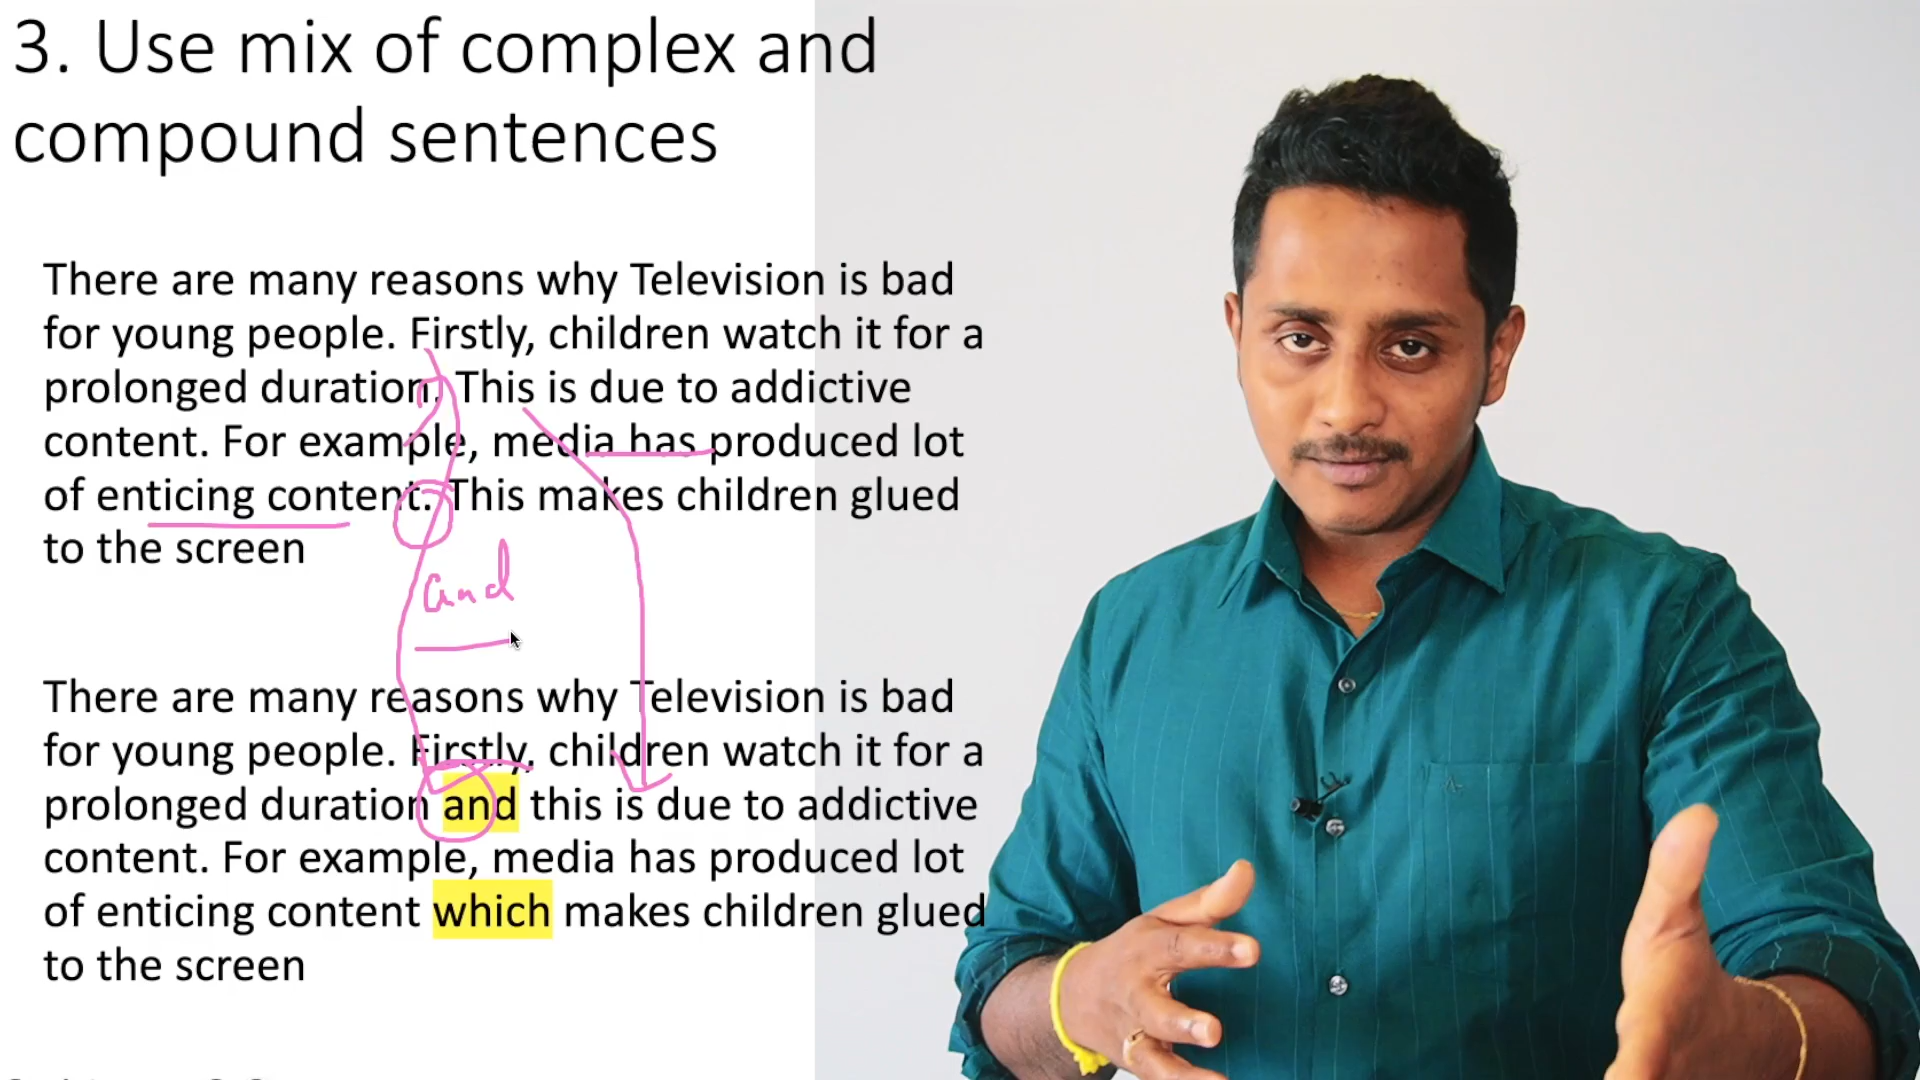 3. Use mix of complex and
compound sentences
There are many reasons why Television is bad
for young people. Firstly, children watch it for a
prolonged duration. This is due to addictive
content. For example, media has produced lot
of enticing content. This makes children glued
to the screen
and
There are many reasons why Television is bad
for young people. Firstly, children watch it for a
prolonged duration and this is due to addictive
content. For example, media has produced lot
of enticing content which makes children glued
to the screen